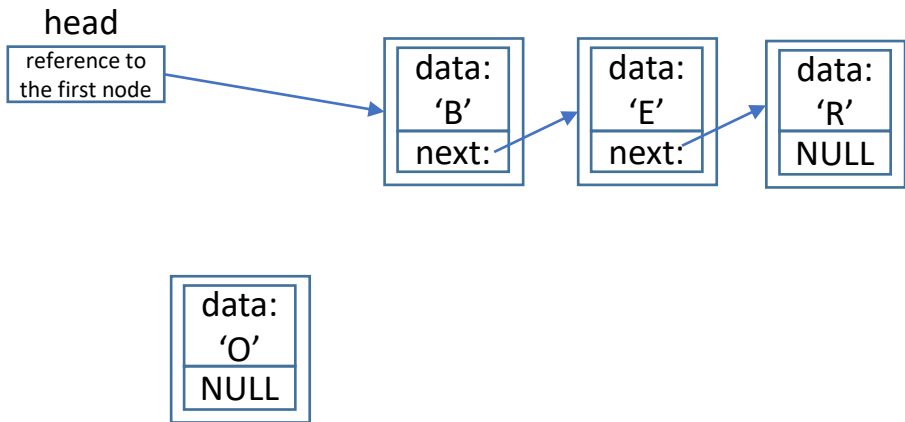 head
reference to
the first node
data:
‘B’
next:
data:
‘E’
next:
data:
‘R’
NULL
data:
‘O’
NULL